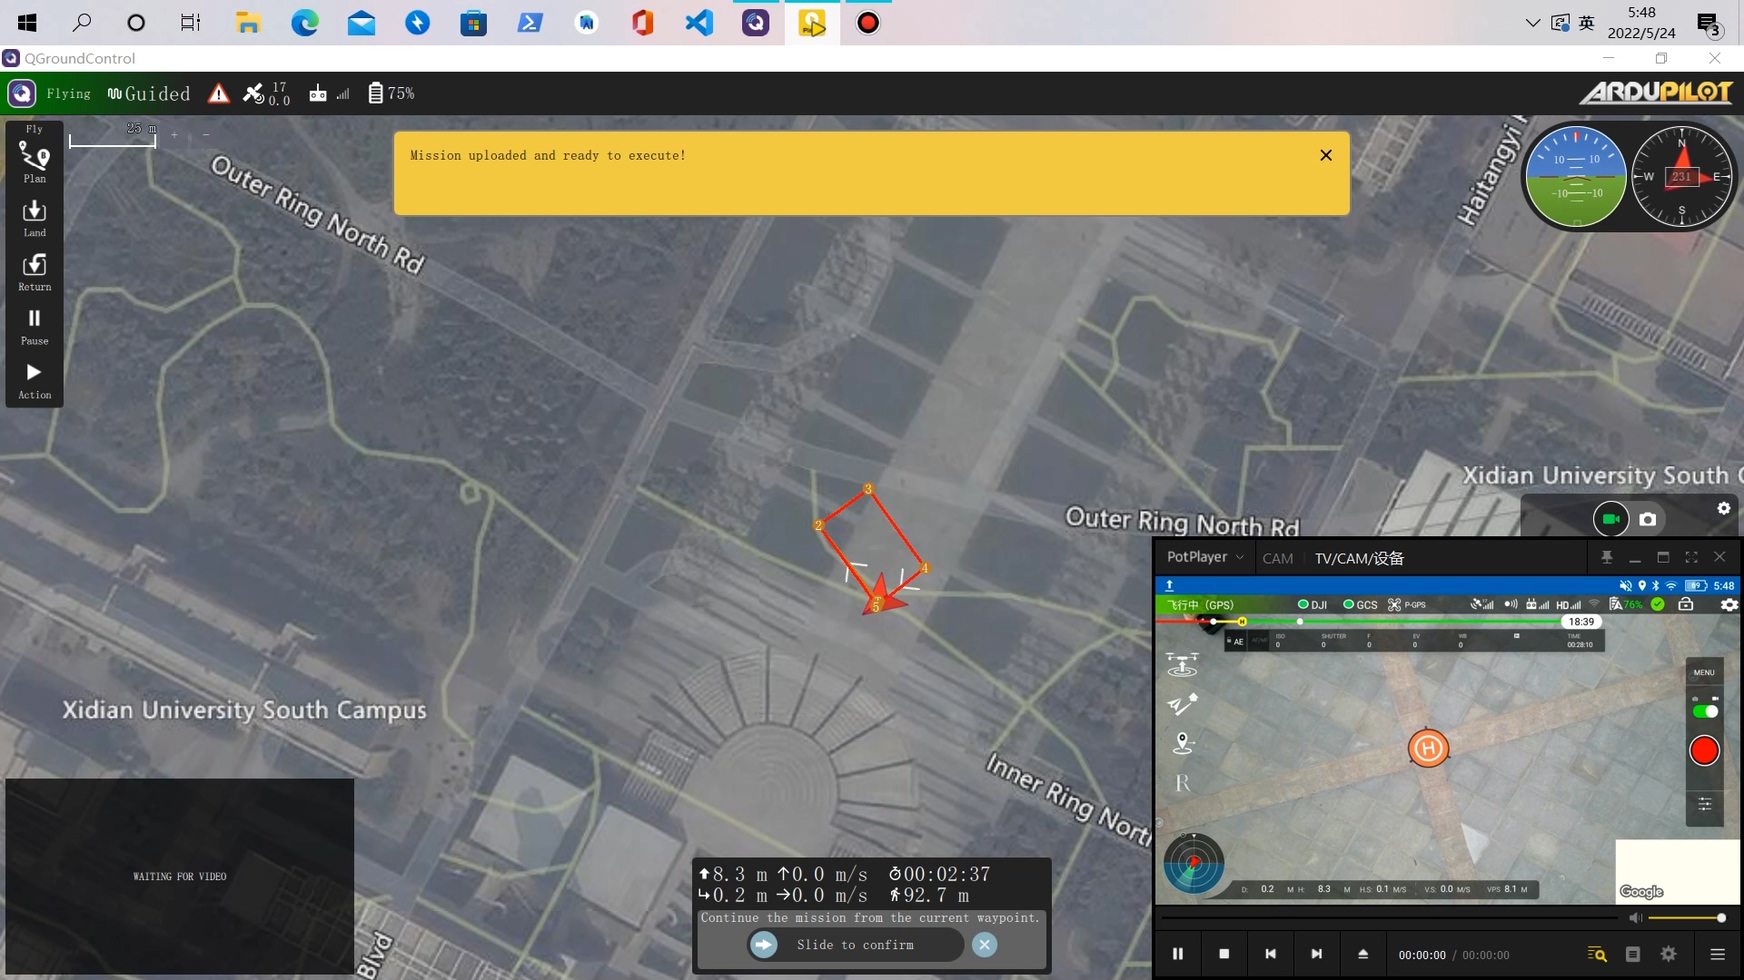 5:48
英
2022/5/24
3
QGroundControl
Flying
Guided
17
0.0
75%
ARDUPILOT
Fly
Plan
Land
Return
Pause
Action
25 m
+ -
Mission uploaded and ready to execute!
10 10
-10 -10
N
W 231 E
S
Outer Ring North Rd
Haitangyi
Xidian University South
Outer Ring North Rd
3
2
4
5
Xidian University South Campus
Inner Ring Nort
Blvd
WAITING FOR VIDEO
8.3 m 0.0 m/s 00:02:37
0.2 m 0.0 m/s 92.7 m
Continue the mission from the current waypoint.
Slide to confirm
PotPlayer CAM TV/CAM/设备
69 5:48
飞行中 (GPS) DJI GCS P-GPS HD 76%
H 18:39
AE ISO SHUTTER F EV WB TIME
0 0 0 0 0 00:28:10
MENU
H
R
D: 0.2 M H: 8.3 M H.S: 0.1 M/S V.S: 0.0 M/S VPS 8.1 M
Google
00:00:00 / 00:00:00